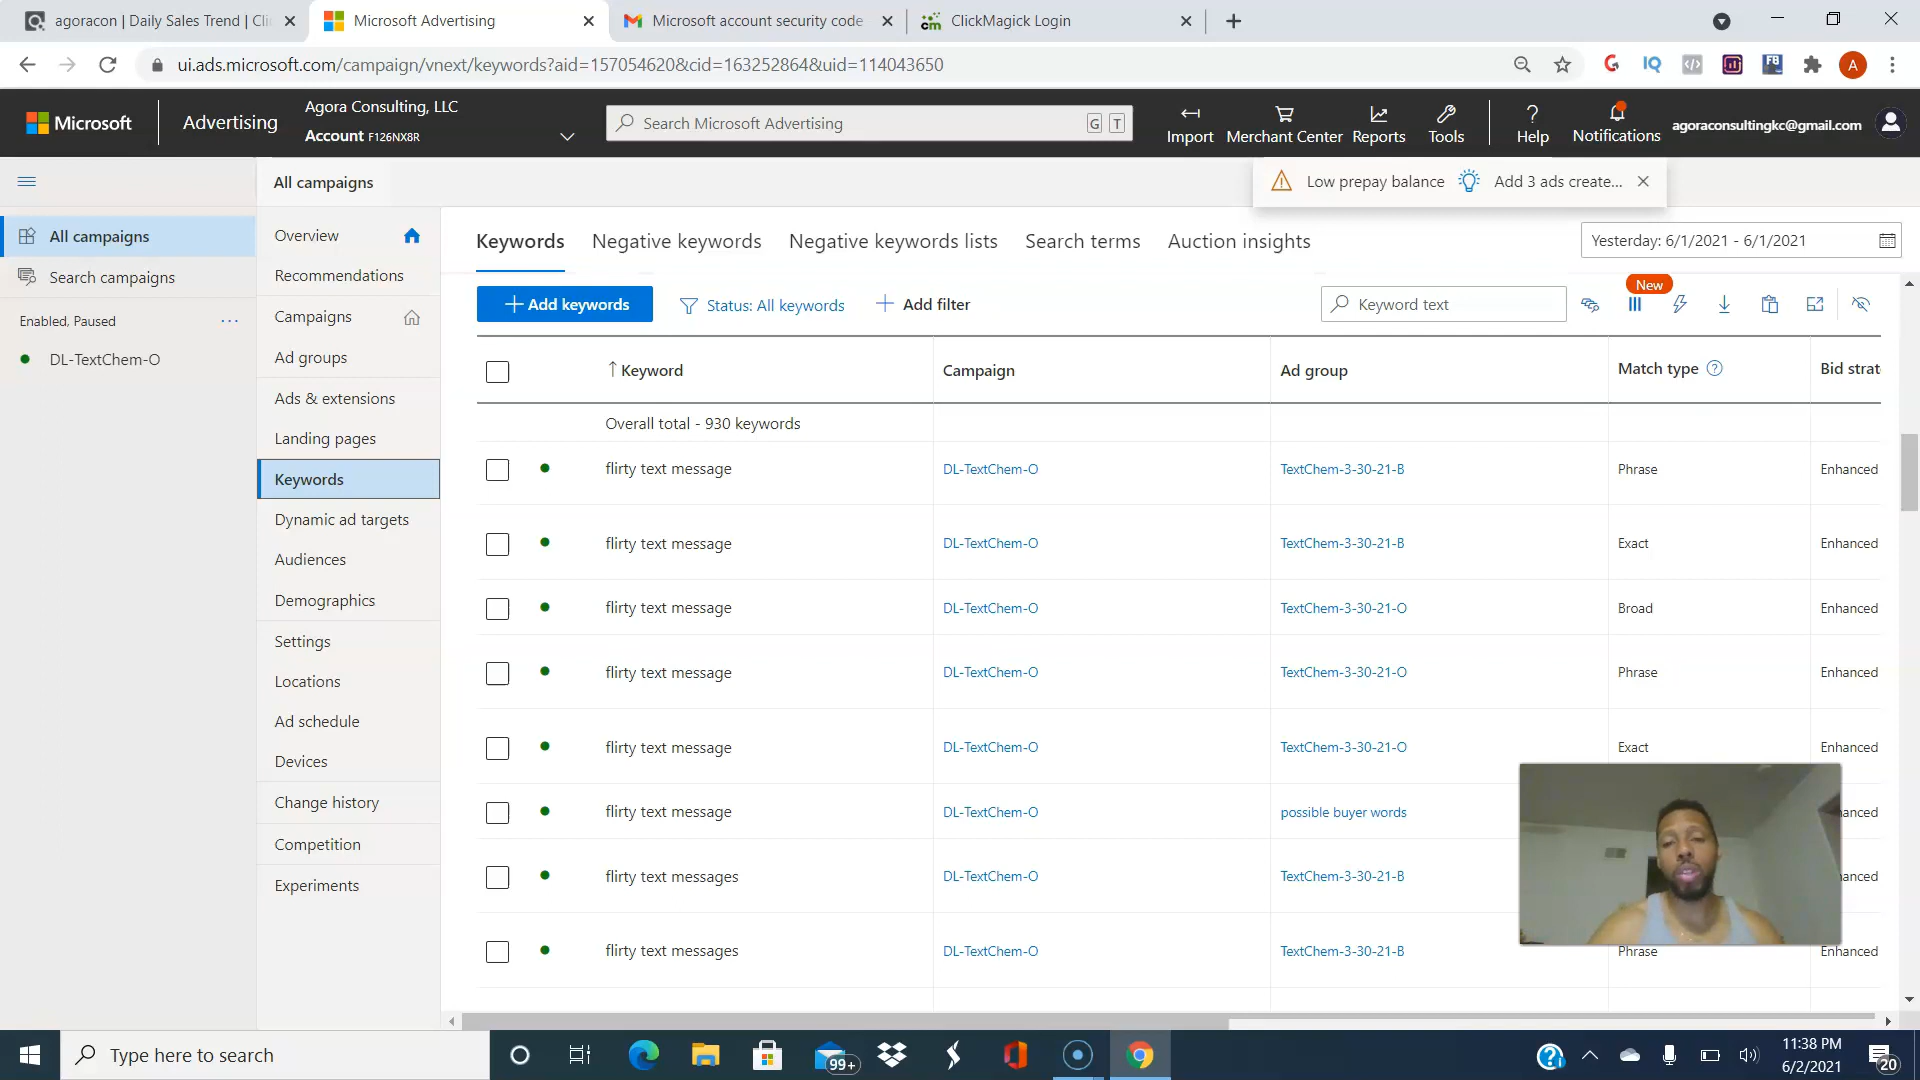 agoracon | Daily Sales Trend | Clic
Microsoft Advertising
Microsoft account security code
ClickMagick Login
ui.ads.microsoft.com/campaign/vnext/keywords?aid=157054620&cid=163252864&uid=114043650
Microsoft
Advertising
Agora Consulting, LLC
Account F126NX8R
Search Microsoft Advertising
G T
Import
Merchant Center
Reports
Tools
Help
Notifications
agoraconsultingkc@gmail.com
All campaigns
Low prepay balance
Add 3 ads create...
All campaigns
Search campaigns
Enabled, Paused
DL-TextChem-O
Overview
Recommendations
Campaigns
Ad groups
Ads & extensions
Landing pages
Keywords
Dynamic ad targets
Audiences
Demographics
Settings
Locations
Ad schedule
Devices
Change history
Competition
Experiments
Keywords
Negative keywords
Negative keywords lists
Search terms
Auction insights
Yesterday: 6/1/2021 - 6/1/2021
Add keywords
Status: All keywords
Add filter
Keyword text
New
Keyword Campaign Ad group Match type Bid strat
Overall total - 930 keywords
flirty text message DL-TextChem-O TextChem-3-30-21-B Phrase Enhanced
flirty text message DL-TextChem-O TextChem-3-30-21-B Exact Enhanced
flirty text message DL-TextChem-O TextChem-3-30-21-O Broad Enhanced
flirty text message DL-TextChem-O TextChem-3-30-21-O Phrase Enhanced
flirty text message DL-TextChem-O TextChem-3-30-21-O Exact Enhanced
flirty text message DL-TextChem-O possible buyer words hanced
flirty text messages DL-TextChem-O TextChem-3-30-21-B hanced
flirty text messages DL-TextChem-O TextChem-3-30-21-B Phrase Enhanced
Type here to search
99+
11:38 PM
6/2/2021
20